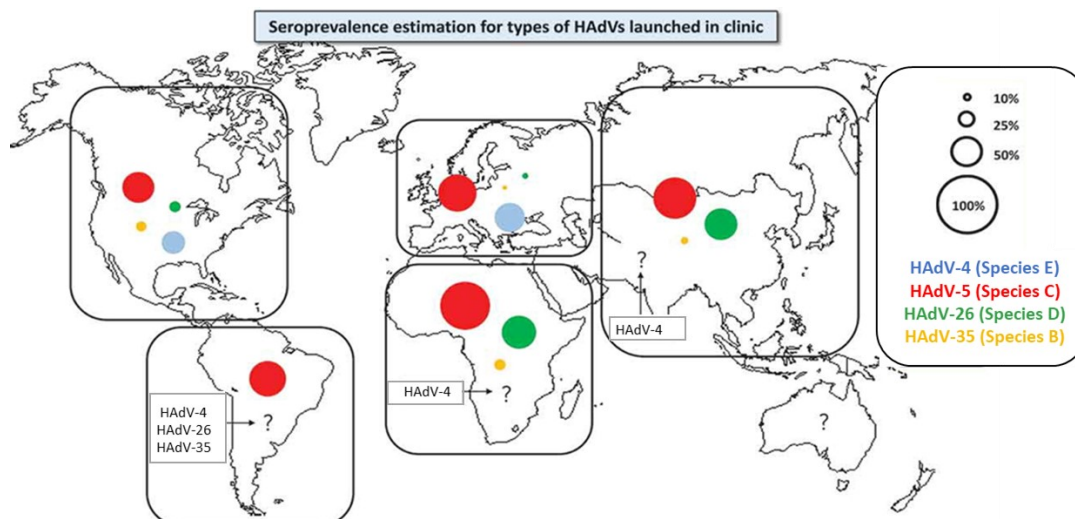 Seroprevalence estimation for types of HAdVs launched in clinic
10%
25%
50%
100%
HAdV-4 (Species E)
HAdV-5 (Species C)
HAdV-26 (Species D)
HAdV-35 (Species B)
?
HAdV-4
HAdV-4
?
HAdV-4
HAdV-26
HAdV-35
?
?